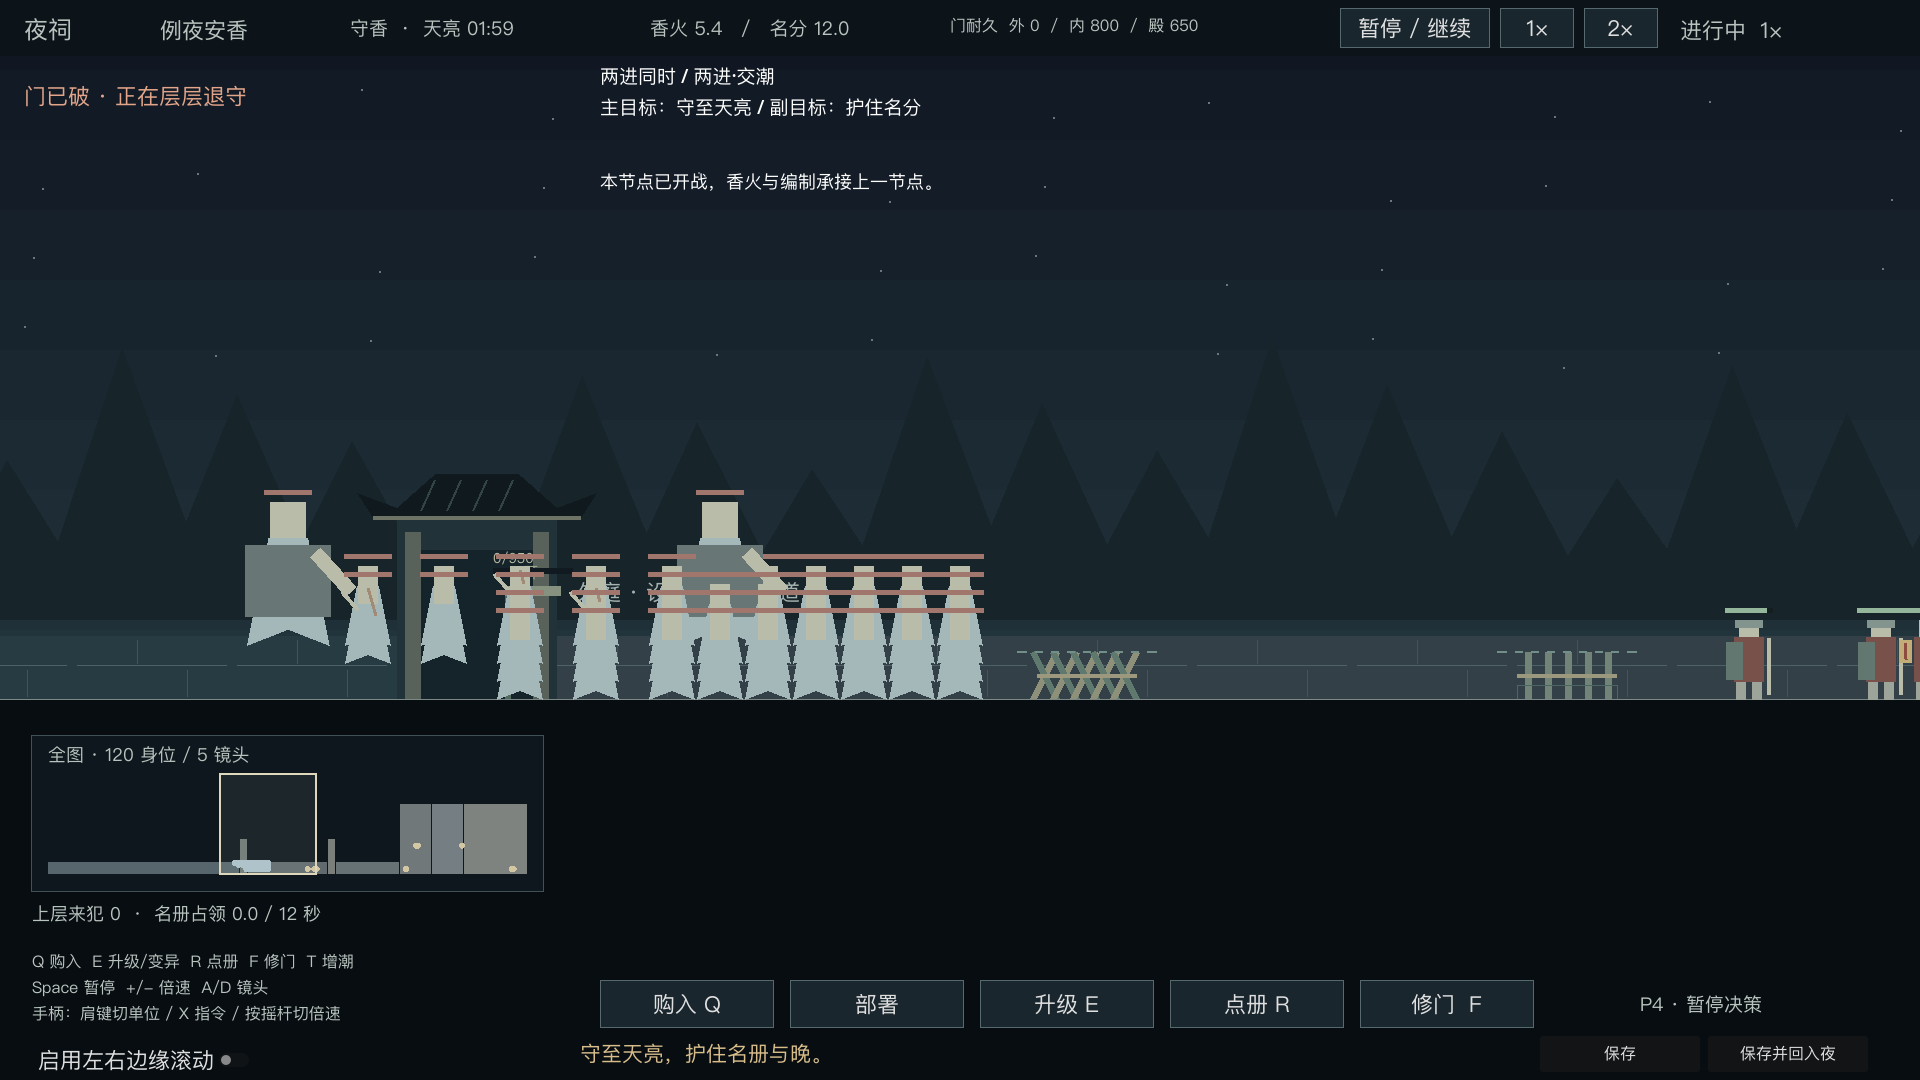 夜祠
例夜安香
守香 · 天亮 01:59
香火 5.4 / 名分 12.0
门耐久 外 0 / 内 800 / 殿 650
暂停 / 继续
1×
2×
进行中 1×
门已破 · 正在层层退守
两进同时 / 两进·交潮
主目标：守至天亮 / 副目标：护住名分
本节点已开战，香火与编制承接上一节点。
庭 · 设
道
全图 · 120 身位 / 5 镜头
上层来犯 0 · 名册占领 0.0 / 12 秒
Q 购入 E 升级/变异 R 点册 F 修门 T 增潮
Space 暂停 +/− 倍速 A/D 镜头
手柄：肩键切单位 / X 指令 / 按摇杆切倍速
启用左右边缘滚动
购入 Q
部署
升级 E
点册 R
修门 F
P4 · 暂停决策
守至天亮，护住名册与晚。
保存
保存并回入夜